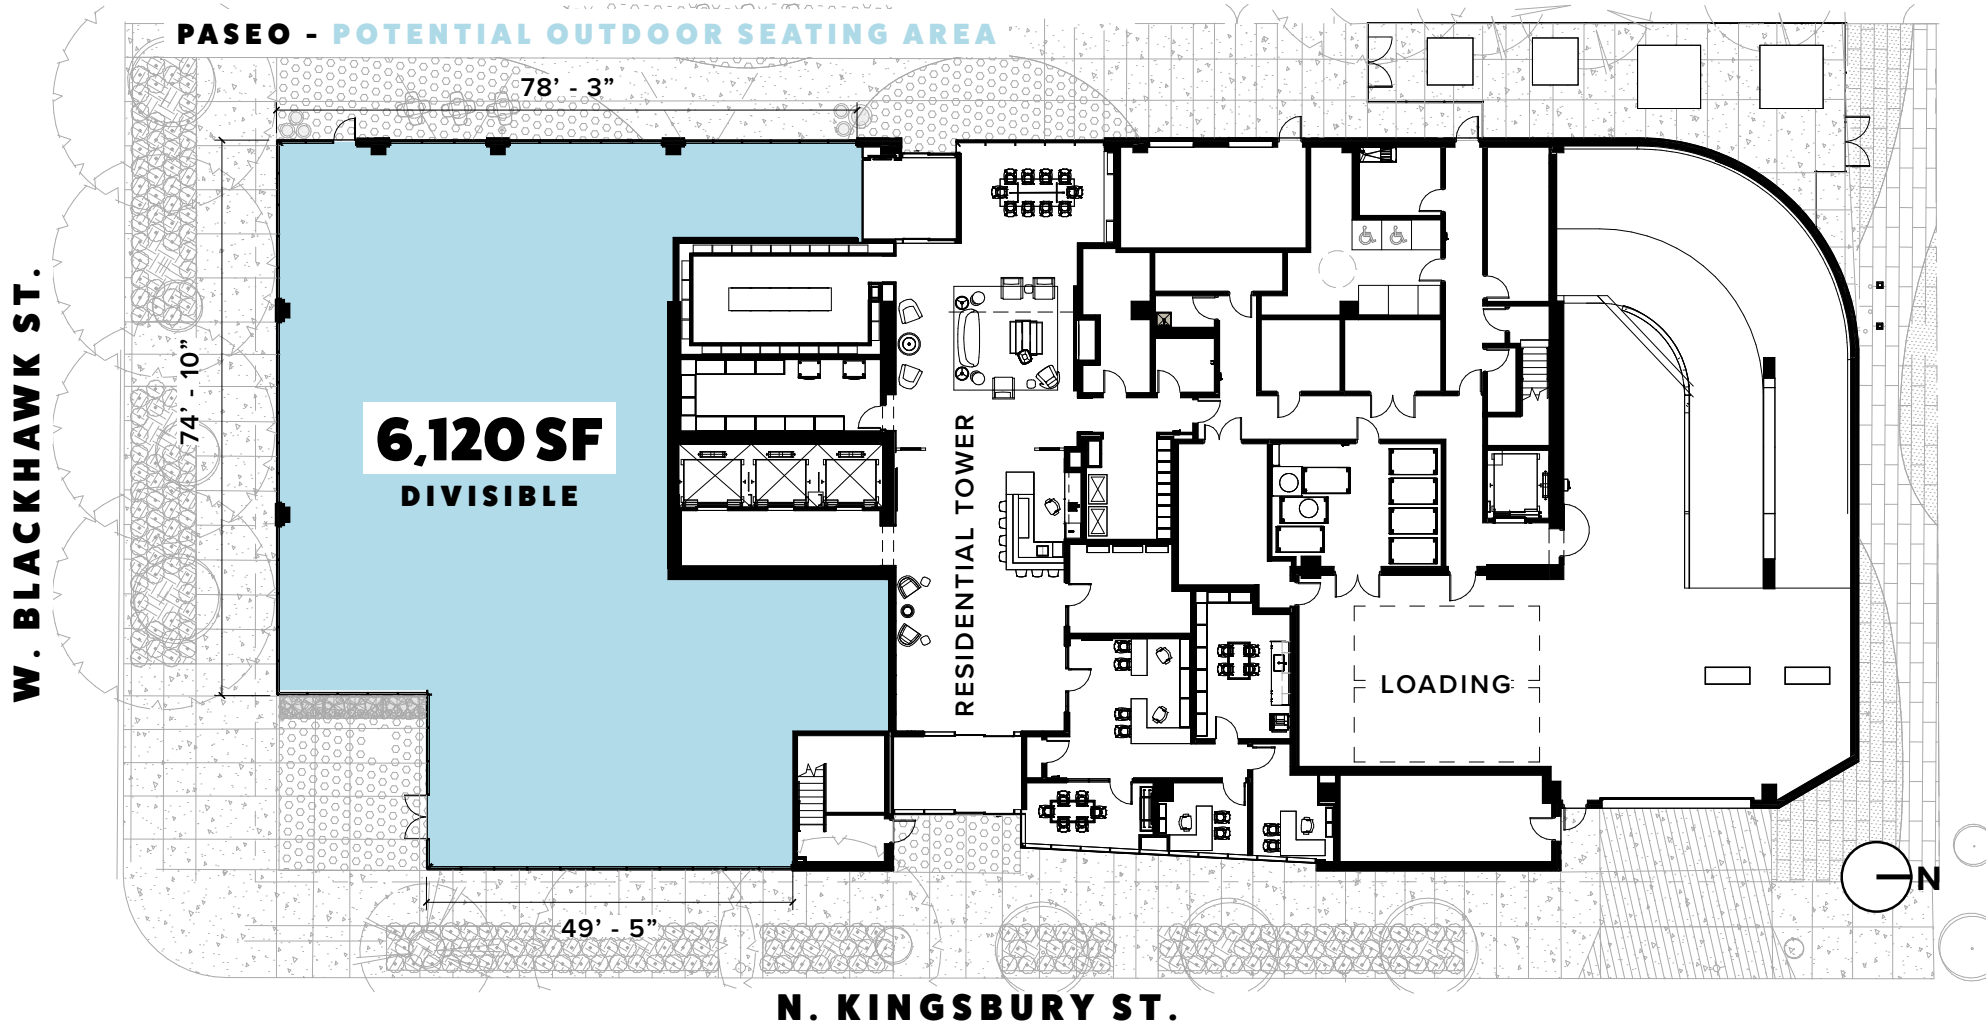 PASEO - POTENTIAL OUTDOOR SEATING AREA
78’ - 3”
W. BLACKHAWK ST.
74’ - 10”
6,120 SF
DIVISIBLE
RESIDENTIAL TOWER
LOADING
N
49’ - 5”
N. KINGSBURY ST.